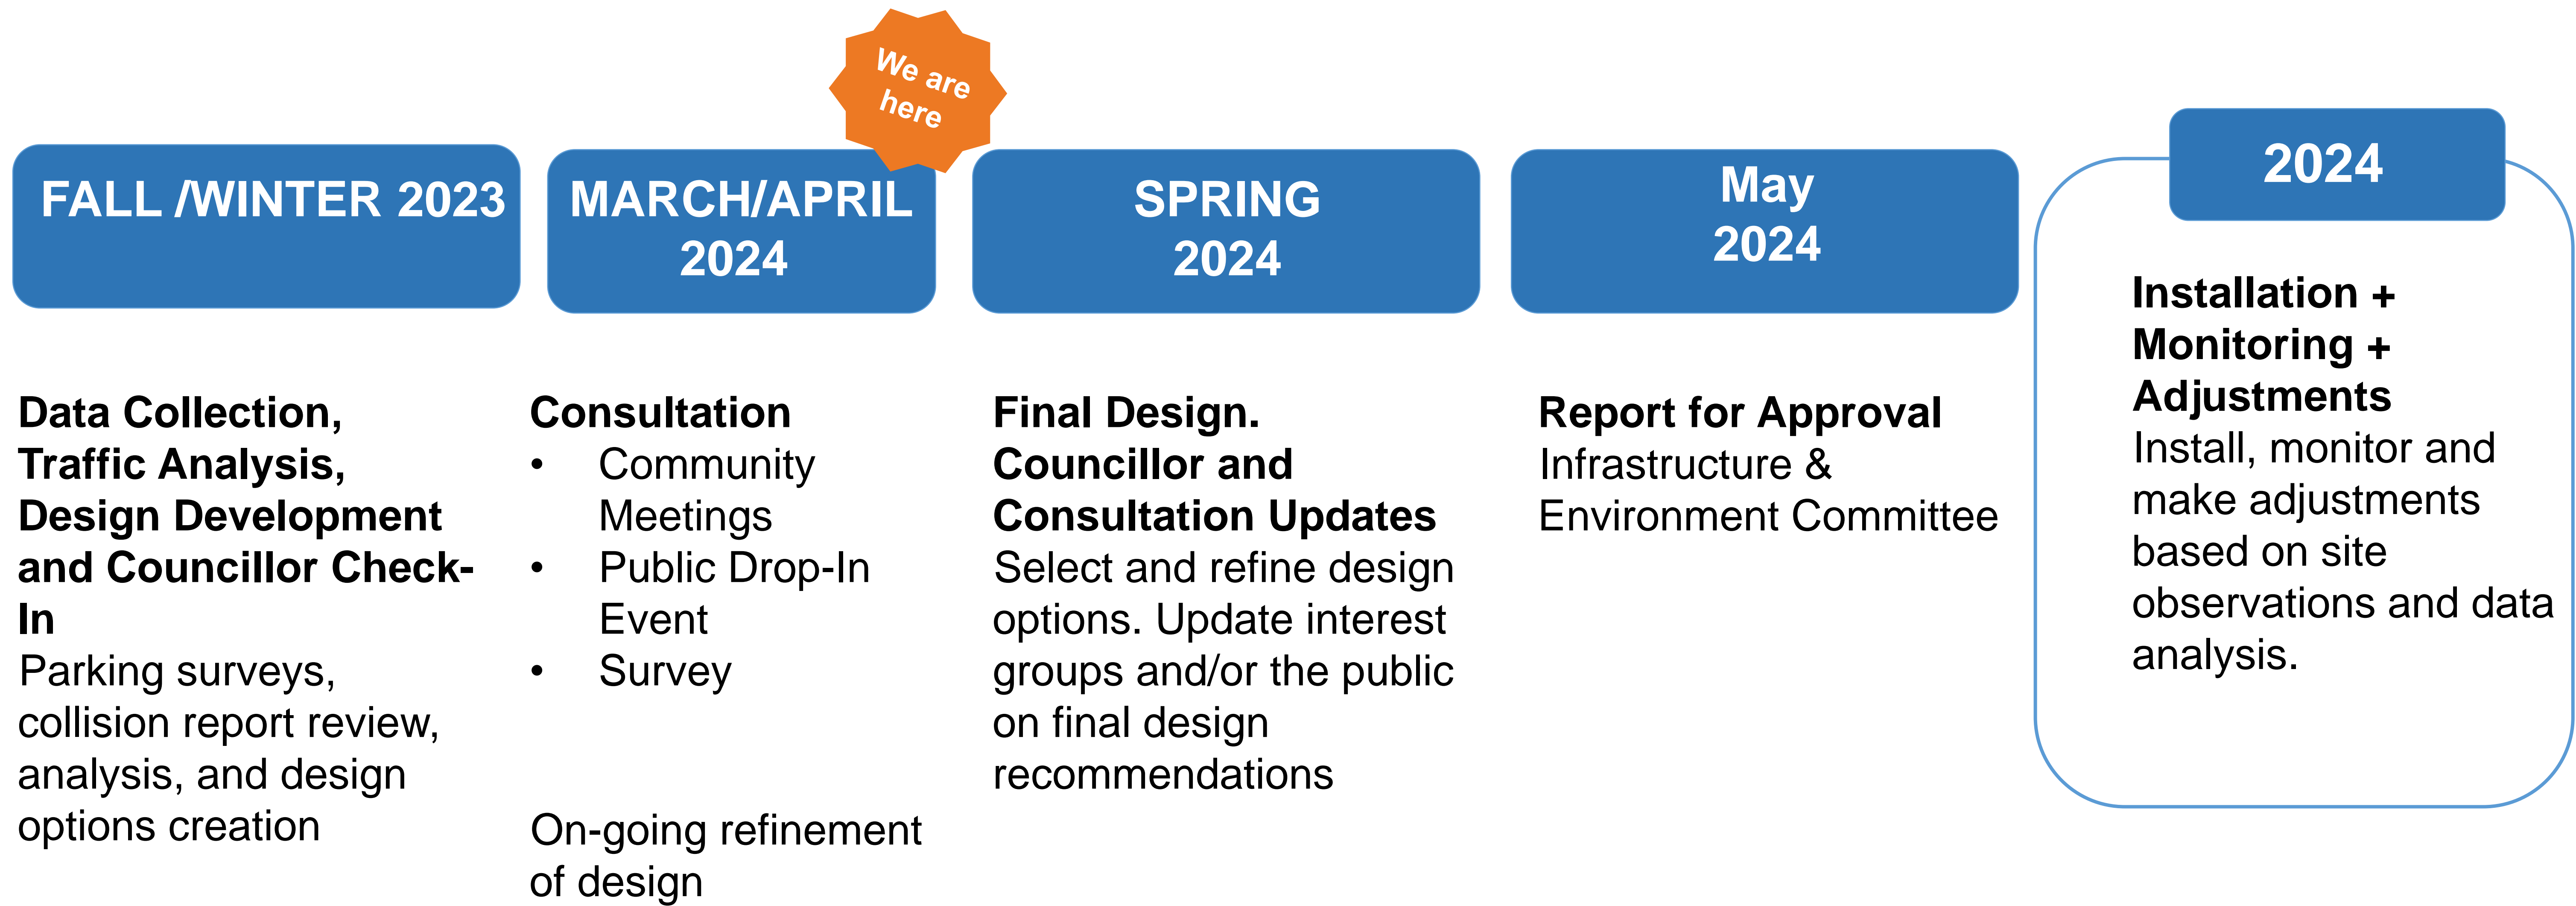 We are
here
FALL /WINTER 2023
Data Collection,
Traffic Analysis,
Design Development
and Councillor Check-
In
Parking surveys,
collision report review,
analysis, and design
options creation
MARCH/APRIL
2024
Consultation
• Community
Meetings
• Public Drop-In
Event
• Survey
On-going refinement
of design
SPRING
2024
Final Design.
Councillor and
Consultation Updates
Select and refine design
options. Update interest
groups and/or the public
on final design
recommendations
May
2024
Report for Approval
Infrastructure &
Environment Committee
2024
Installation +
Monitoring +
Adjustments
Install, monitor and
make adjustments
based on site
observations and data
analysis.